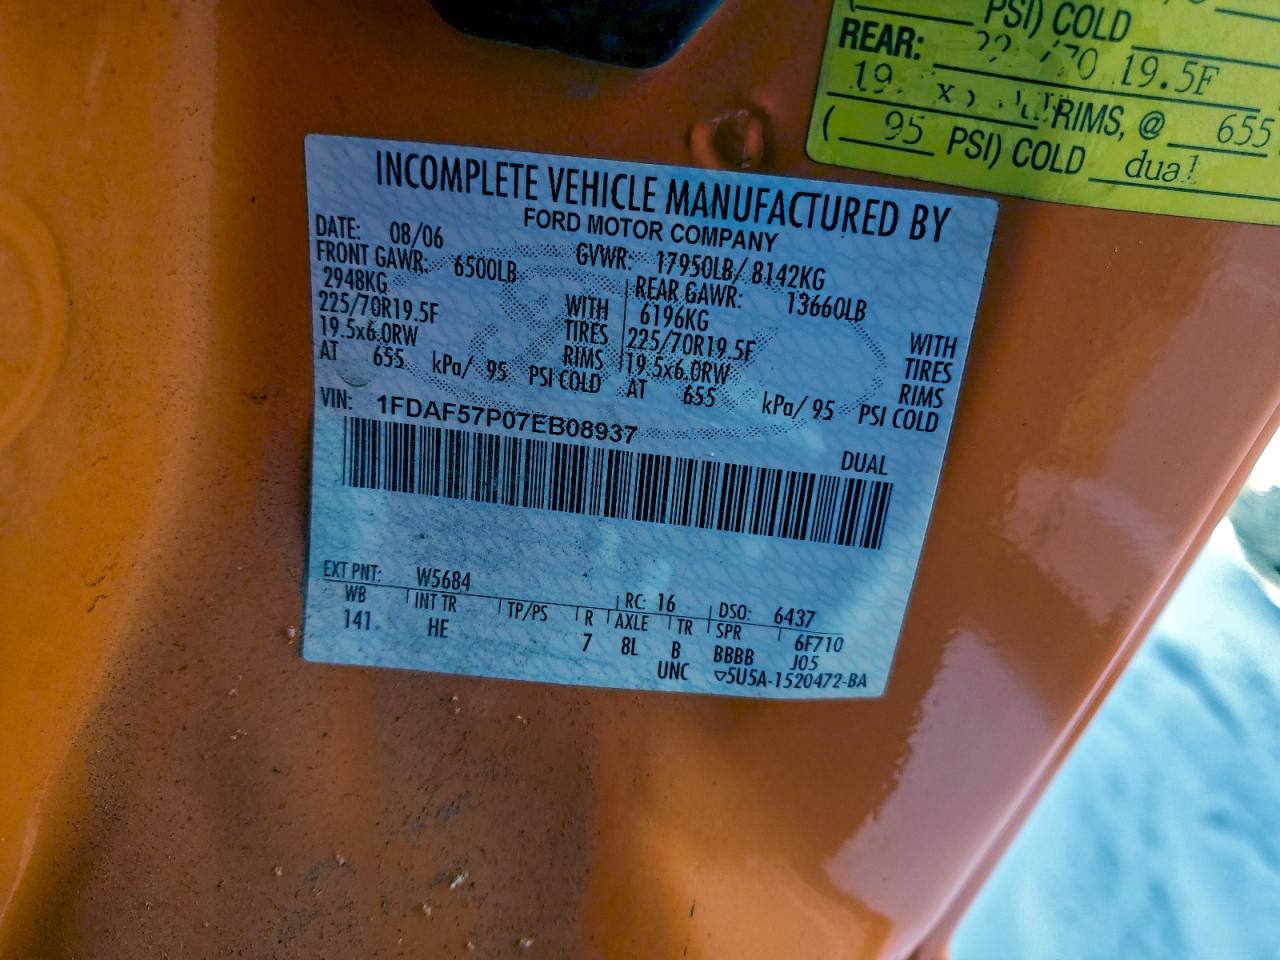 PSI) COLD
REAR: 19.5F
19. RIMS, @ 655
( 95 PSI) COLD dual
INCOMPLETE VEHICLE MANUFACTURED BY
FORD MOTOR COMPANY
DATE: 08/06 GVWR: 17950LB/ 8142KG
FRONT GAWR: 6500LB REAR GAWR: 13660LB
2948KG WITH 6196KG WITH
225/70R19.5F TIRES 225/70R19.5F TIRES
19.5x6.0RW RIMS 19.5x6.0RW RIMS
AT 655 kPa/ 95 PSI COLD AT 655 kPa/ 95 PSI COLD
VIN: 1FDAF57P07EB08937
DUAL
EXT PNT: W5684 RC: 16 DSO: 6437
WB INT TR TP/PS R AXLE TR SPR 6F710
141 HE 7 8L B BBBB J05
UNC ▽5U5A-1520472-BA